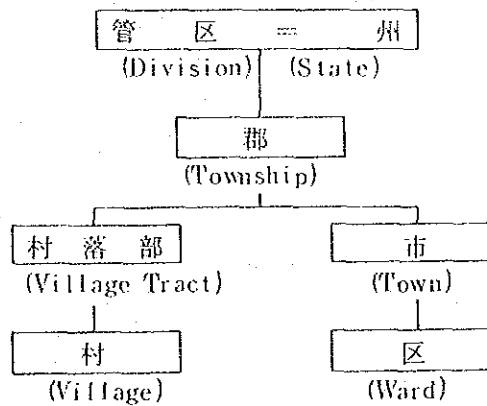 管区＝州
(Division) (State)
郡
(Township)
村落部 市
(Village Tract) (Town)
村 区
(Village) (Ward)